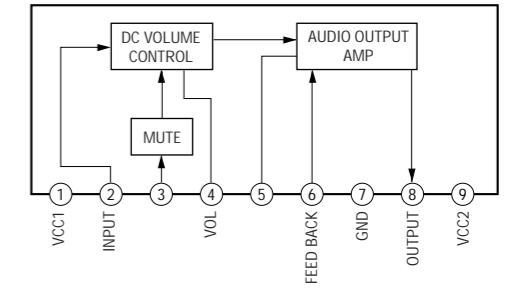 DC VOLUME
CONTROL
AUDIO OUTPUT
AMP
MUTE
1
2
3
4
5
6
7
8
9
VCC1
INPUT
VOL
FEED BACK
GND
OUTPUT
VCC2